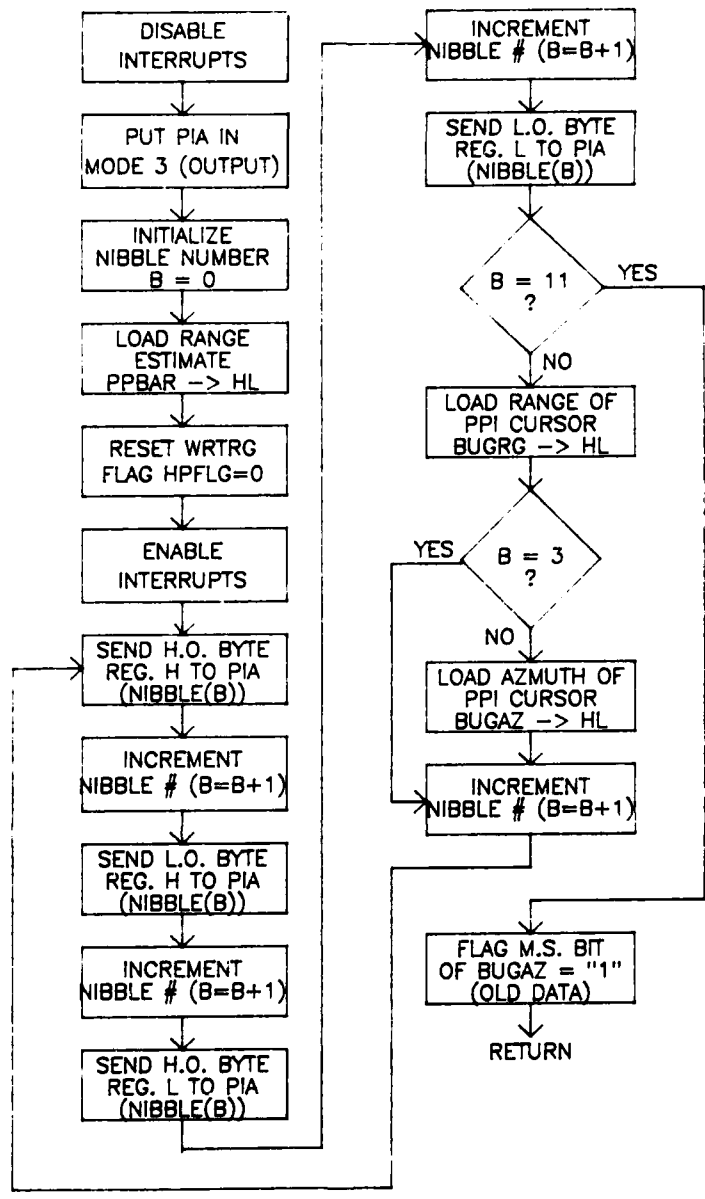 DISABLE
INTERRUPTS
PUT PIA IN
MODE 3 (OUTPUT)
INITIALIZE
NIBBLE NUMBER
B = 0
LOAD RANGE
ESTIMATE
PPBAR -> HL
RESET WRTRG
FLAG HPFLG=0
ENABLE
INTERRUPTS
SEND H.O. BYTE
REG. H TO PIA
(NIBBLE(B))
INCREMENT
NIBBLE # (B=B+1)
SEND L.O. BYTE
REG. H TO PIA
(NIBBLE(B))
INCREMENT
NIBBLE # (B=B+1)
SEND H.O. BYTE
REG. L TO PIA
(NIBBLE(B))
INCREMENT
NIBBLE # (B=B+1)
SEND L.O. BYTE
REG. L TO PIA
(NIBBLE(B))
B = 11
?
YES
NO
LOAD RANGE OF
PPI CURSOR
BUGRG -> HL
YES
B = 3
?
NO
LOAD AZMUTH OF
PPI CURSOR
BUGAZ -> HL
INCREMENT
NIBBLE # (B=B+1)
FLAG M.S. BIT
OF BUGAZ = "1"
(OLD DATA)
RETURN